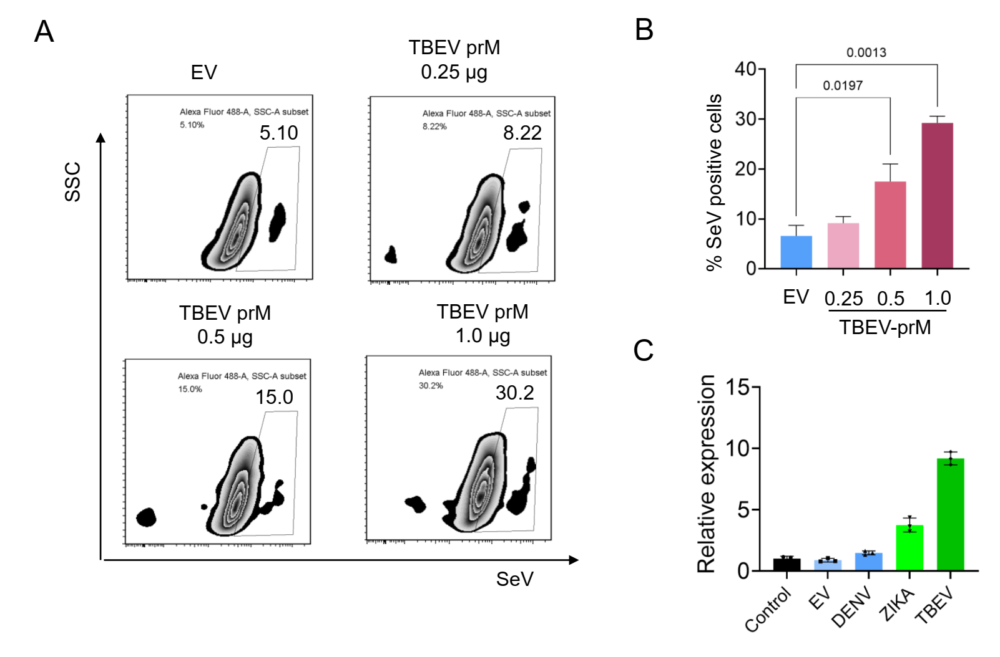 A
EV
TBEV prM
0.25 µg
Alexa Fluor 488-A, SSC-A subset
5.10%
5.10
Alexa Fluor 488-A, SSC-A subset
8.22%
8.22
SSC
TBEV prM
0.5 µg
TBEV prM
1.0 µg
Alexa Fluor 488-A, SSC-A subset
15.0%
15.0
Alexa Fluor 488-A, SSC-A subset
30.2%
30.2
SeV
B
0.0013
0.0197
% SeV positive cells
40
30
20
10
0
EV 0.25 0.5 1.0
TBEV-prM
C
Relative expression
15
10
5
0
Control EV DENV ZIKA TBEV